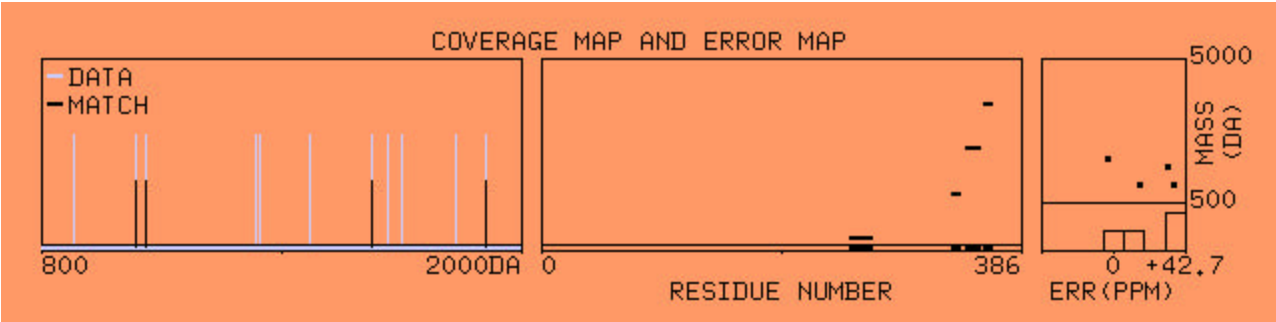 COVERAGE MAP AND ERROR MAP
DATA
MATCH
800
2000DA
0
386
RESIDUE NUMBER
5000
500
MASS
(DA)
0
+42.7
ERR(PPM)